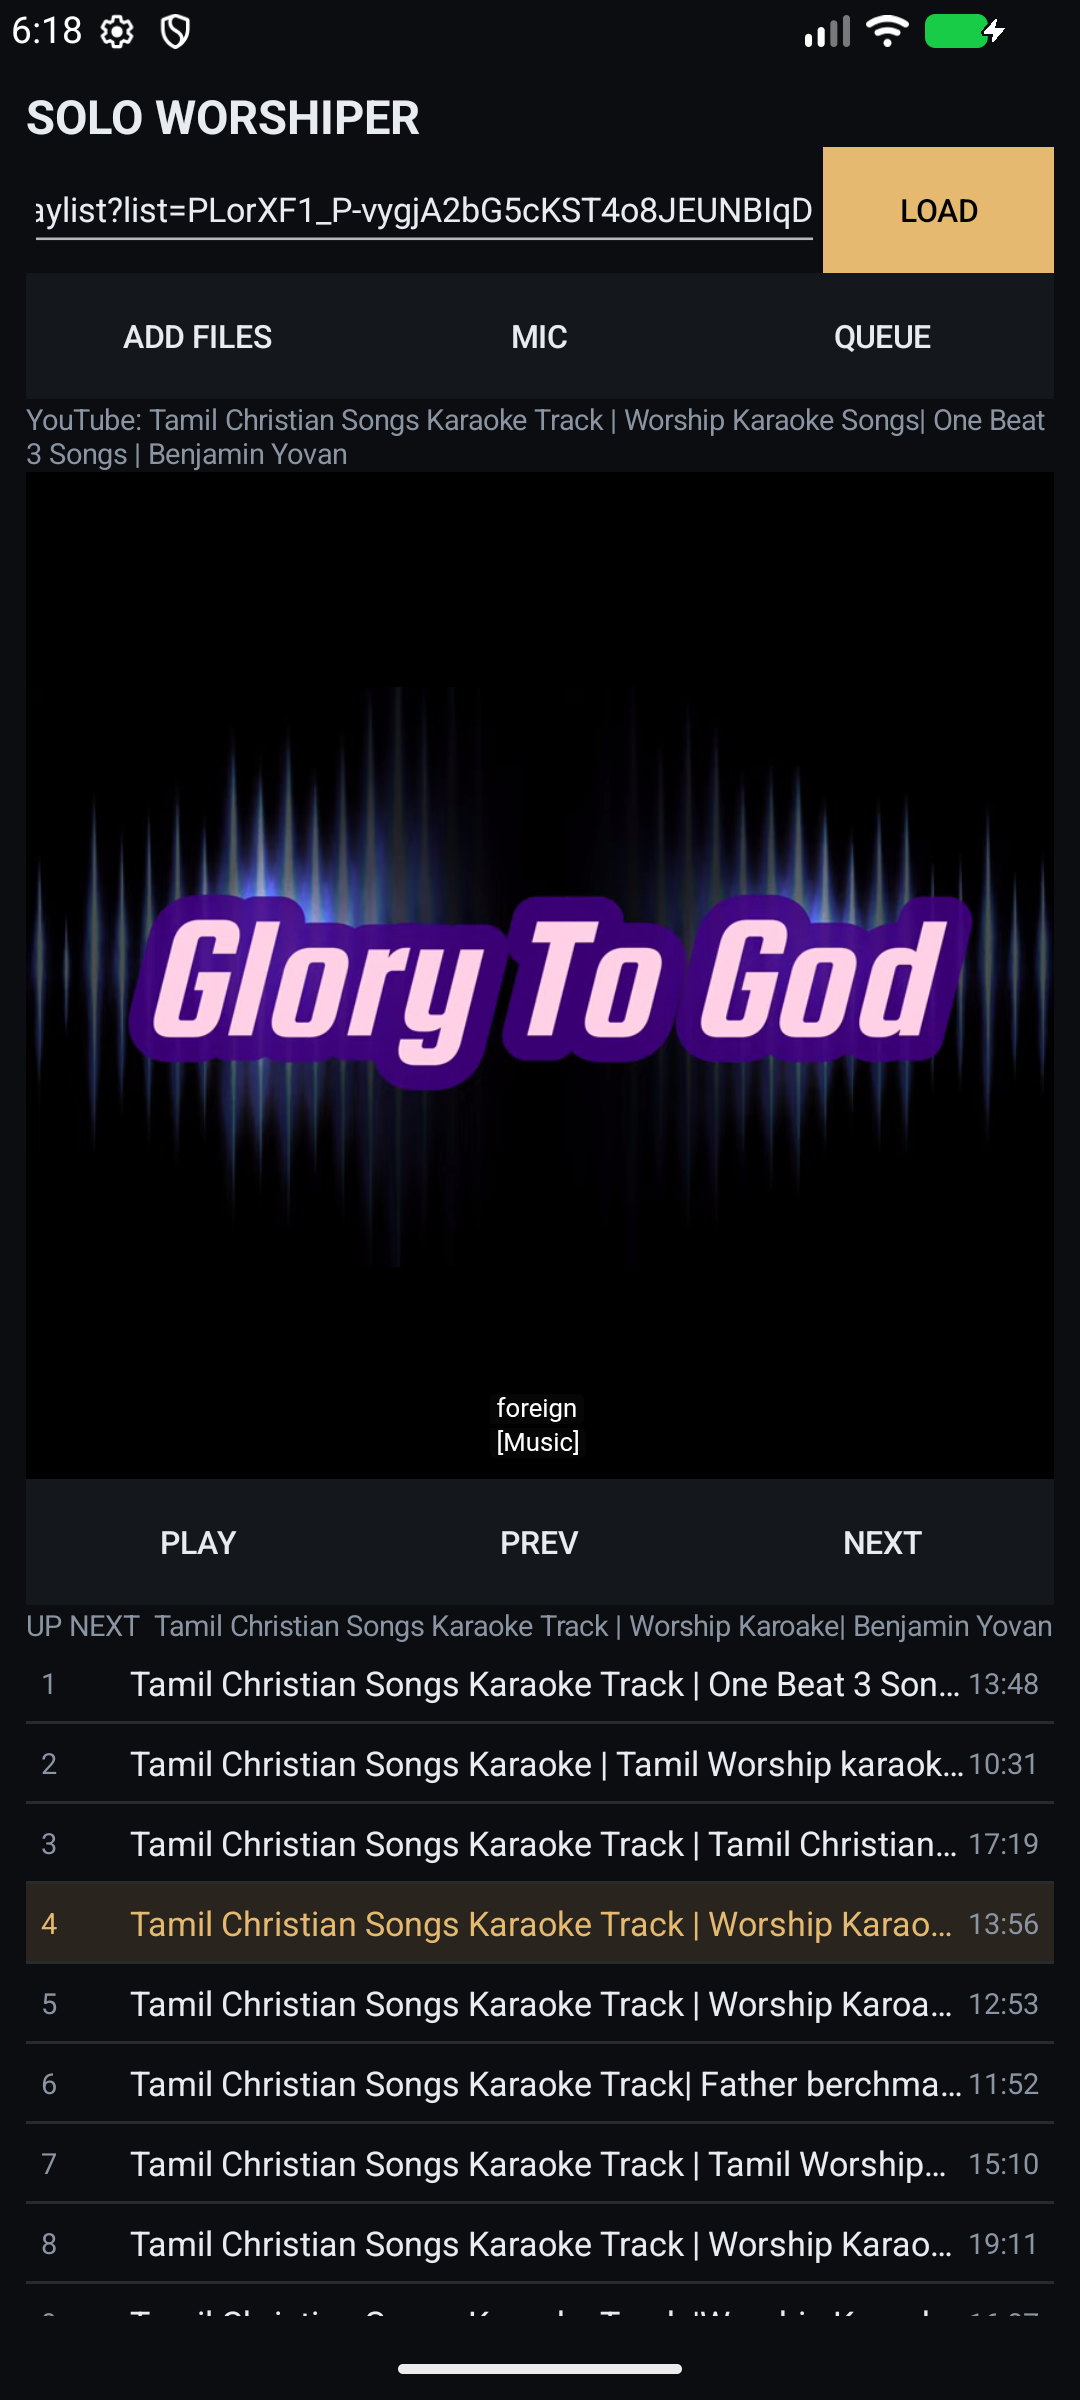 6:18
SOLO WORSHIPER
aylist?list=PLorXF1_P-vygjA2bG5cKST4o8JEUNBIqD
LOAD
ADD FILES MIC QUEUE
YouTube: Tamil Christian Songs Karaoke Track | Worship Karaoke Songs| One Beat
3 Songs | Benjamin Yovan
Glory To God
foreign
[Music]
PLAY PREV NEXT
UP NEXT Tamil Christian Songs Karaoke Track | Worship Karoake| Benjamin Yovan
1 Tamil Christian Songs Karaoke Track | One Beat 3 Son... 13:48
2 Tamil Christian Songs Karaoke | Tamil Worship karaok... 10:31
3 Tamil Christian Songs Karaoke Track | Tamil Christian... 17:19
4 Tamil Christian Songs Karaoke Track | Worship Karao... 13:56
5 Tamil Christian Songs Karaoke Track | Worship Karoa... 12:53
6 Tamil Christian Songs Karaoke Track| Father berchma... 11:52
7 Tamil Christian Songs Karaoke Track | Tamil Worship... 15:10
8 Tamil Christian Songs Karaoke Track | Worship Karao... 19:11